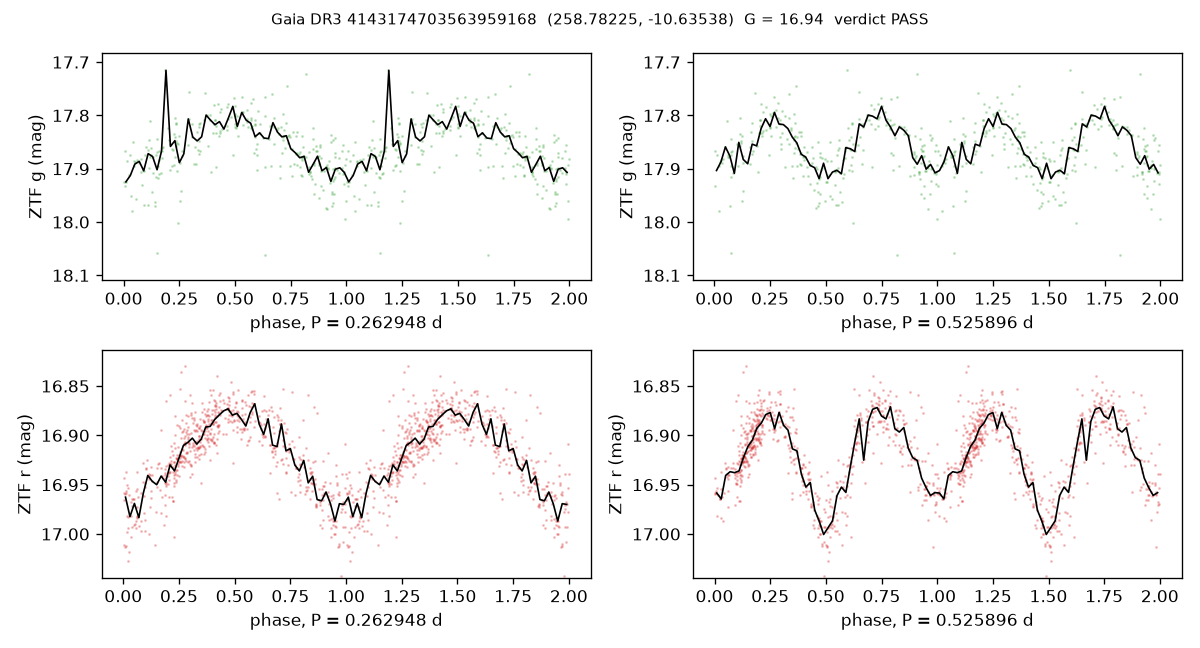 Gaia DR3 4143174703563959168  (258.78225, -10.63538)  G = 16.94  verdict PASS
17.7
17.8
17.9
18.0
18.1
ZTF g (mag)
0.00 0.25 0.50 0.75 1.00 1.25 1.50 1.75 2.00
phase, P = 0.262948 d
17.7
17.8
17.9
18.0
18.1
ZTF g (mag)
0.00 0.25 0.50 0.75 1.00 1.25 1.50 1.75 2.00
phase, P = 0.525896 d
16.85
16.90
16.95
17.00
ZTF r (mag)
0.00 0.25 0.50 0.75 1.00 1.25 1.50 1.75 2.00
phase, P = 0.262948 d
16.85
16.90
16.95
17.00
ZTF r (mag)
0.00 0.25 0.50 0.75 1.00 1.25 1.50 1.75 2.00
phase, P = 0.525896 d